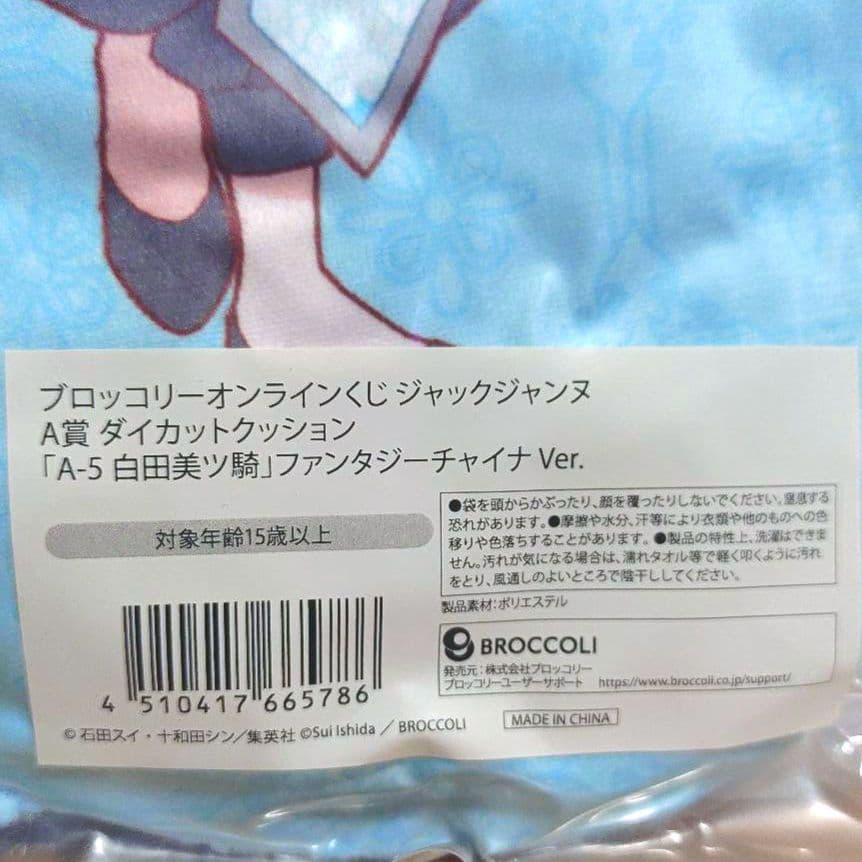 ブロッコリーオンラインくじ ジャックジャンヌ
A賞 ダイカットクッション
「A-5 白田美ツ騎」ファンタジーチャイナ Ver.
対象年齢15歳以上
●袋を頭からかぶったり、顔を覆ったりしないでください。窒息する
恐れがあります。●摩擦や水分、汗等により衣類や他のものへの色
移りや色落ちすることがあります。 ●製品の特性上、洗濯はできま
せん。汚れが気になる場合は、濡れタオル等で軽く叩くように汚れ
をとり、風通しのよいところで陰干ししてください。
製品素材:ポリエステル
BROCCOLI
発売元:株式会社ブロッコリー
ブロッコリーユーザーサポート https://www.broccoli.co.jp/support/
4 510417 665786
MADE IN CHINA
©石田スイ・十和田シン/集英社 ©Sui Ishida / BROCCOLI